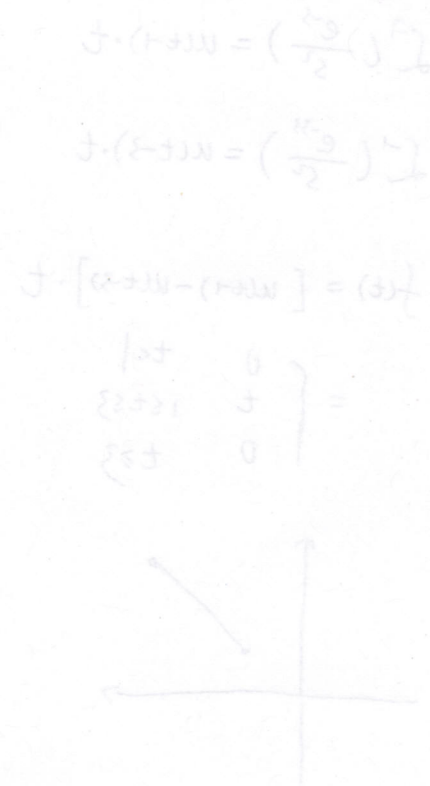 L⁻¹(e⁻ˢ/s²) = u(t-1)·t
L⁻¹(e⁻³ˢ/s²) = u(t-3)·t
f(t) = [u(t-1) - u(t-3)]·t
= { 0 t<1
t 1≤t≤3
0 t≥3